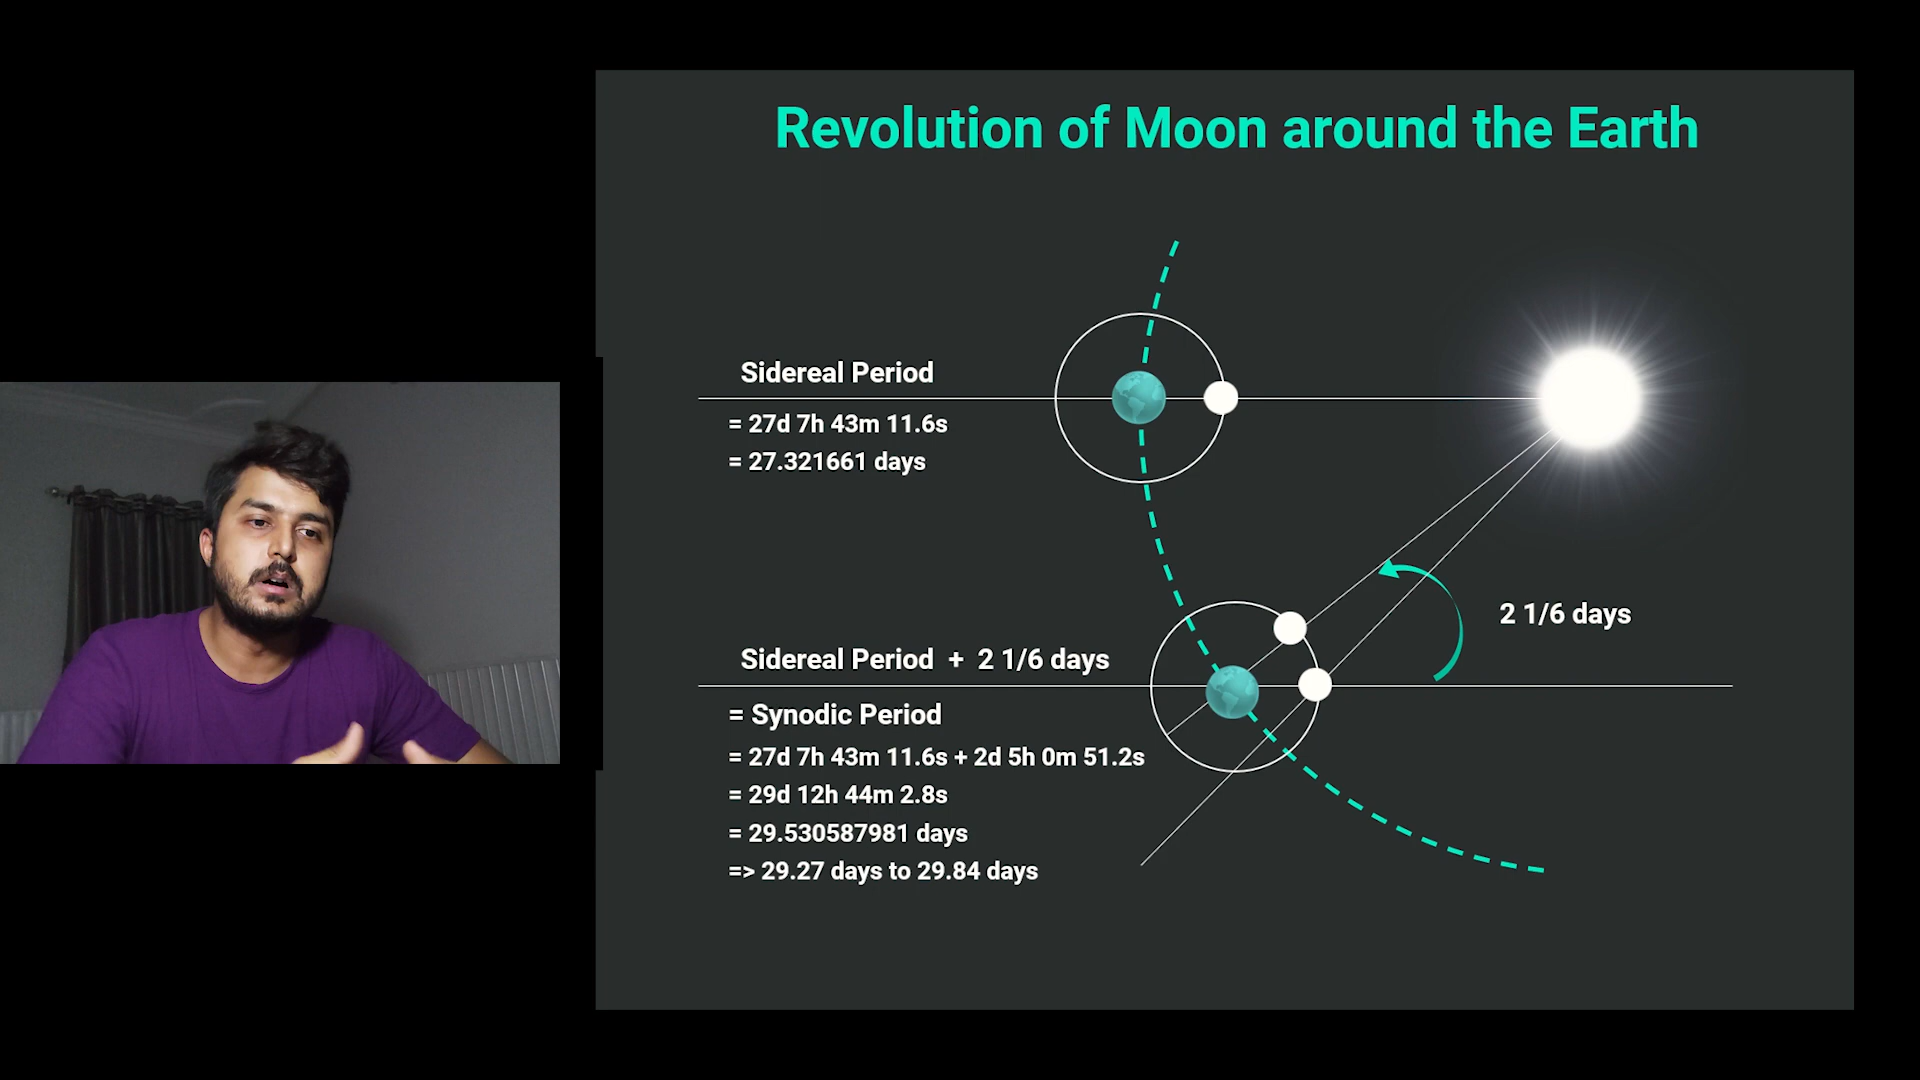 Revolution of Moon around the Earth
Sidereal Period
= 27d 7h 43m 11.6s
= 27.321661 days
2 1/6 days
Sidereal Period + 2 1/6 days
= Synodic Period
= 27d 7h 43m 11.6s + 2d 5h 0m 51.2s
= 29d 12h 44m 2.8s
= 29.530587981 days
=> 29.27 days to 29.84 days